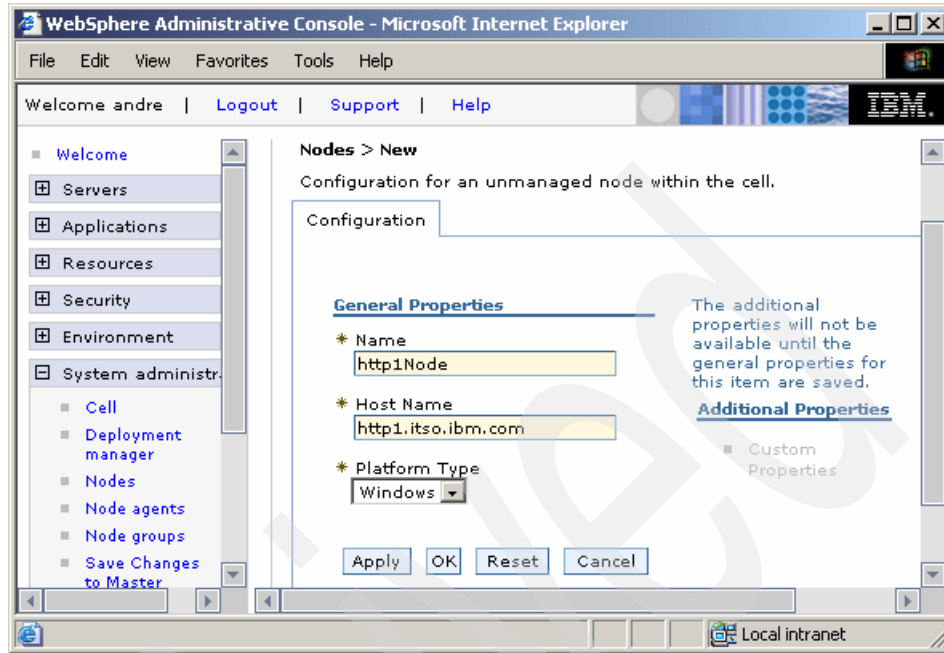 WebSphere Administrative Console - Microsoft Internet Explorer
File Edit View Favorites Tools Help
Welcome andre | Logout | Support | Help
IBM.
Welcome
Servers
Applications
Resources
Security
Environment
System administr
Cell
Deployment
manager
Nodes
Node agents
Node groups
Save Changes
to Master
Nodes > New
Configuration for an unmanaged node within the cell.
Configuration
General Properties
* Name
http1Node
* Host Name
http1.itso.ibm.com
* Platform Type
Windows
The additional
properties will not be
available until the
general properties for
this item are saved.
Additional Properties
Custom
Properties
Apply OK Reset Cancel
Local intranet